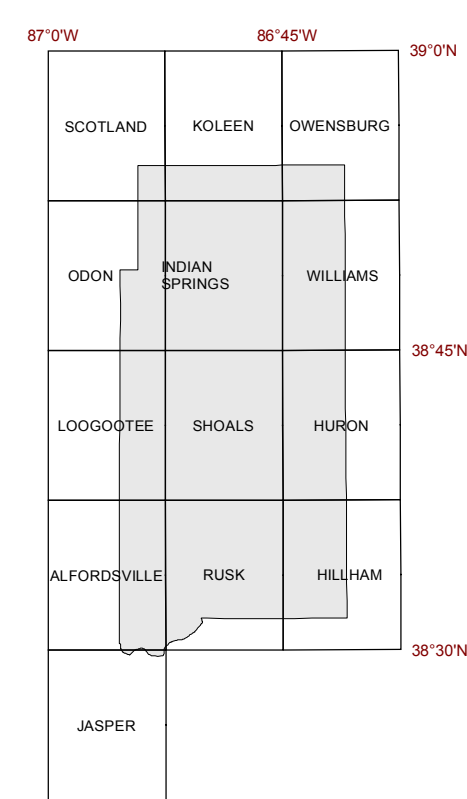 87°0'W
86°45'W
39°0'N
SCOTLAND
KOLEEN
OWENSBURG
ODON
INDIAN
SPRINGS
WILLIAMS
38°45'N
LOOGOOTEE
SHOALS
HURON
ALFORDSVILLE
RUSK
HILLHAM
38°30'N
JASPER